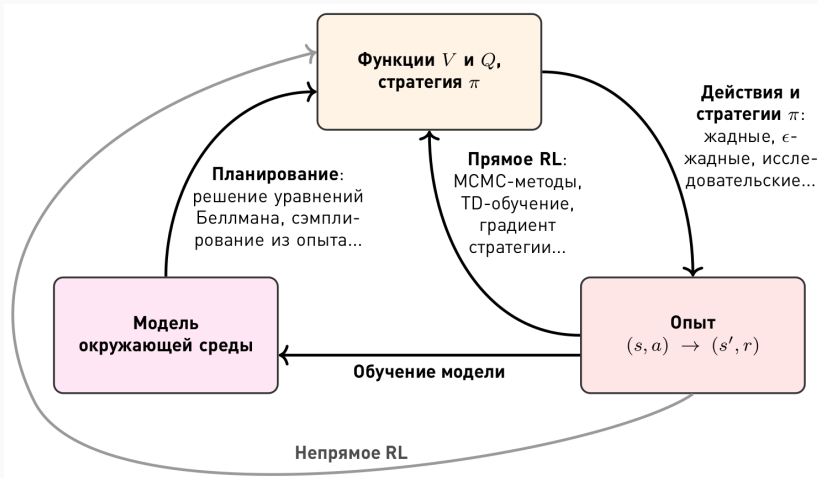 Функции V и Q,
стратегия π
Действия и
стратегии π:
жадные, ϵ-
жадные, иссле-
довательские...
Планирование:
решение уравнений
Беллмана, сэмпли-
рование из опыта...
Прямое RL:
МСМС-методы,
TD-обучение,
градиент
стратегии...
Модель
окружающей среды
Опыт
(s, a) → (s′, r)
Обучение модели
Непрямое RL